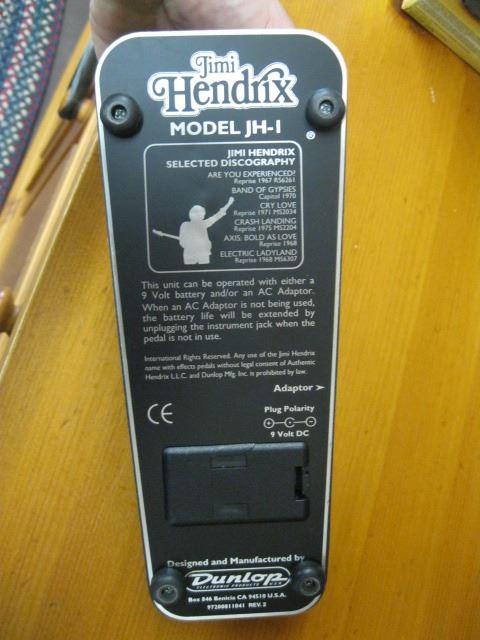 Jimi
Hendrix
MODEL JH-1
®
JIMI HENDRIX
SELECTED DISCOGRAPHY
ARE YOU EXPERIENCED?
Reprise 1967 RS6261
BAND OF GYPSIES
Capitol 1970
CRY LOVE
Reprise 1971 MS2034
CRASH LANDING
Reprise 1975 MS2204
AXIS: BOLD AS LOVE
Reprise 1968
ELECTRIC LADYLAND
Reprise 1968 MS6307
This unit can be operated with either a
9 Volt battery and/or an AC Adaptor.
When an AC Adaptor is not being used,
the battery life will be extended by
unplugging the instrument jack when the
pedal is not in use.
International Rights Reserved. Any use of the Jimi Hendrix
name with effects pedals without legal consent of Authentic
Hendrix L.L.C. and Dunlop Mfg. Inc. is prohibited by law.
Adaptor ➤
CE
Plug Polarity
+ C −
9 Volt DC
Designed and Manufactured by
Dunlop
ELECTRONIC PRODUCTS U.S.A.
Box 846 Benicia CA 94510 U.S.A.
97200811041 REV. 2